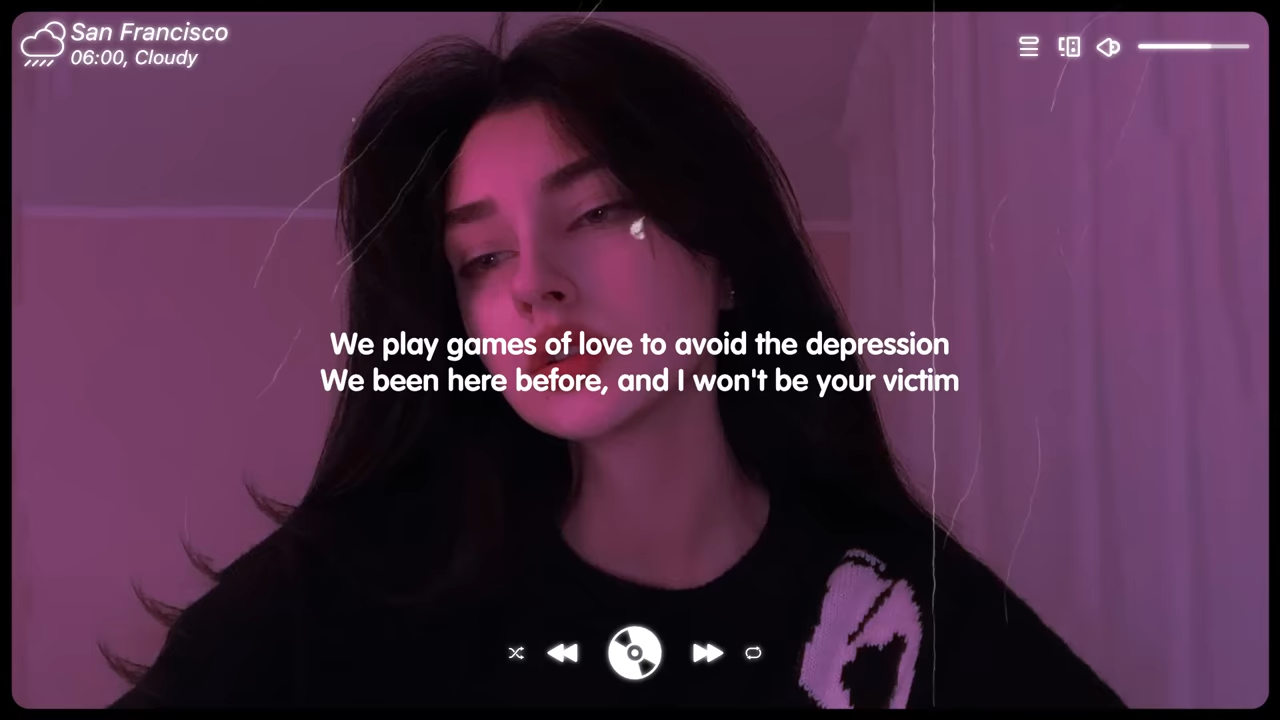 San Francisco
06:00, Cloudy
We play games of love to avoid the depression
We been here before, and I won't be your victim